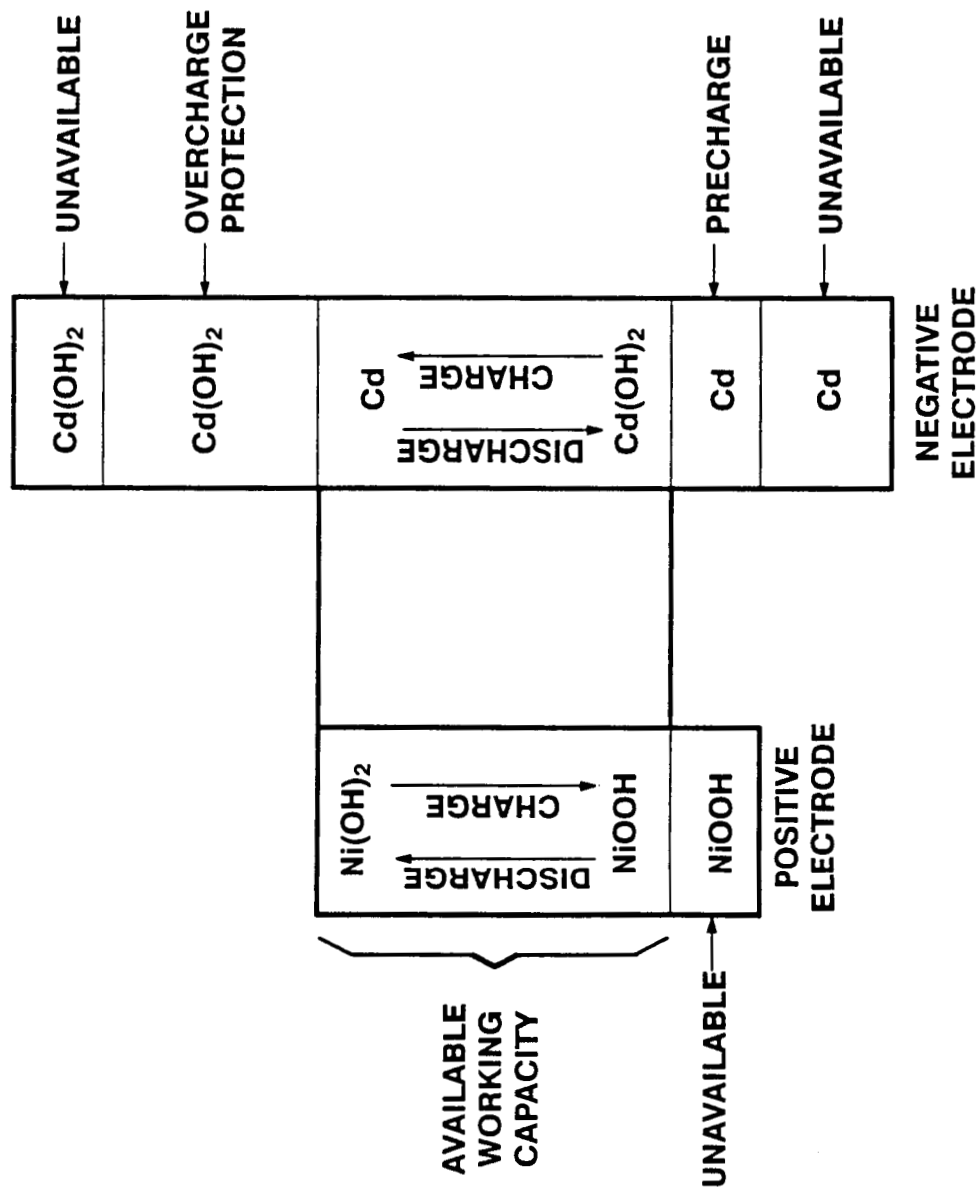 UNAVAILABLE
OVERCHARGE
PROTECTION
PRECHARGE
UNAVAILABLE
Cd(OH)₂
Cd(OH)₂
Cd
CHARGE
DISCHARGE
Cd(OH)₂
Cd
Cd
NEGATIVE
ELECTRODE
Ni(OH)₂
CHARGE
DISCHARGE
NiOOH
NiOOH
POSITIVE
ELECTRODE
AVAILABLE
WORKING
CAPACITY
UNAVAILABLE